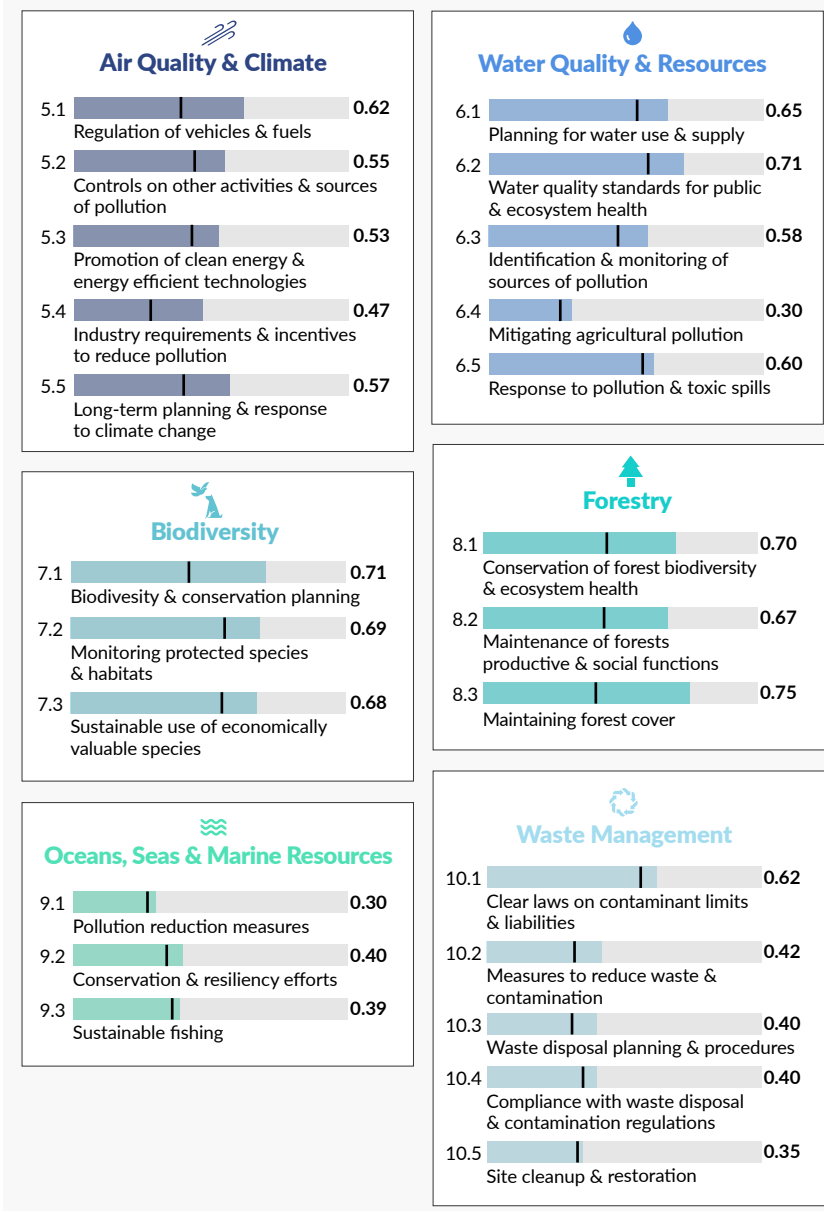 Air Quality & Climate
5.1 0.62
Regulation of vehicles & fuels
5.2 0.55
Controls on other activities & sources
of pollution
5.3 0.53
Promotion of clean energy &
energy efficient technologies
5.4 0.47
Industry requirements & incentives
to reduce pollution
5.5 0.57
Long-term planning & response
to climate change
Water Quality & Resources
6.1 0.65
Planning for water use & supply
6.2 0.71
Water quality standards for public
& ecosystem health
6.3 0.58
Identification & monitoring of
sources of pollution
6.4 0.30
Mitigating agricultural pollution
6.5 0.60
Response to pollution & toxic spills
Biodiversity
7.1 0.71
Biodivesity & conservation planning
7.2 0.69
Monitoring protected species
& habitats
7.3 0.68
Sustainable use of economically
valuable species
Forestry
8.1 0.70
Conservation of forest biodiversity
& ecosystem health
8.2 0.67
Maintenance of forests
productive & social functions
8.3 0.75
Maintaining forest cover
Oceans, Seas & Marine Resources
9.1 0.30
Pollution reduction measures
9.2 0.40
Conservation & resiliency efforts
9.3 0.39
Sustainable fishing
Waste Management
10.1 0.62
Clear laws on contaminant limits
& liabilities
10.2 0.42
Measures to reduce waste &
contamination
10.3 0.40
Waste disposal planning & procedures
10.4 0.40
Compliance with waste disposal
& contamination regulations
10.5 0.35
Site cleanup & restoration